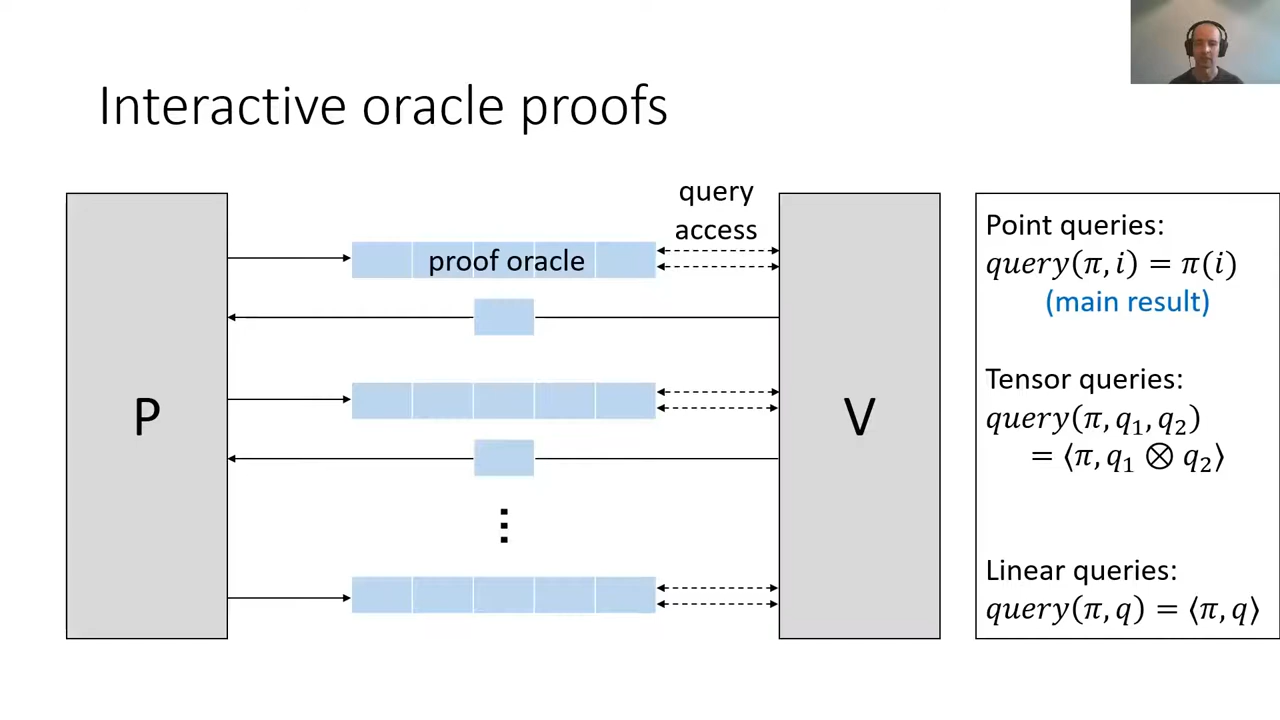 Interactive oracle proofs
query
access
proof oracle
P
V
⋮
Point queries:
query(π, i) = π(i)
(main result)
Tensor queries:
query(π, q₁, q₂)
= ⟨π, q₁ ⊗ q₂⟩
Linear queries:
query(π, q) = ⟨π, q⟩